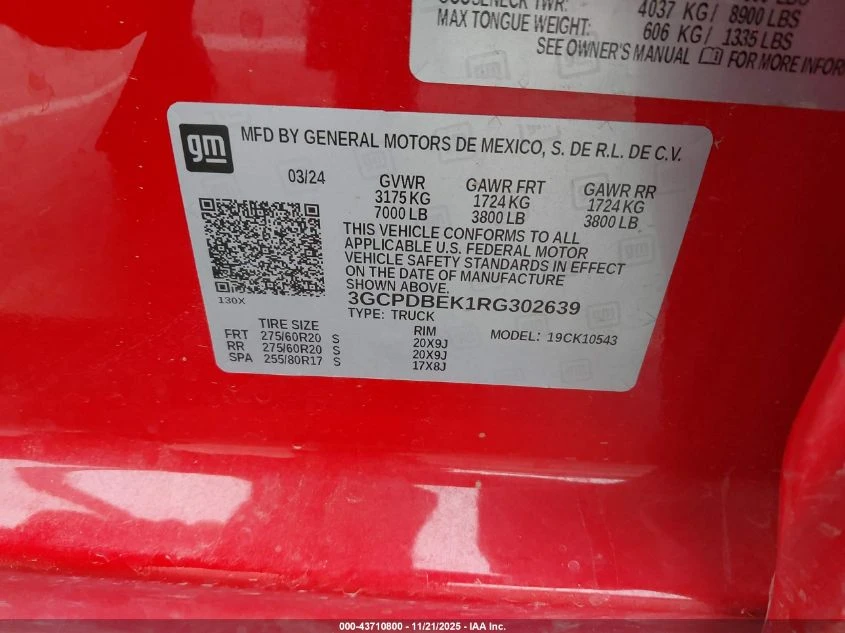 4037 KG / 8900 LBS
MAX TONGUE WEIGHT: 606 KG / 1335 LBS
SEE OWNER'S MANUAL FOR MORE INFOR
gm
MFD BY GENERAL MOTORS DE MEXICO, S. DE R.L. DE C.V.
03/24 GVWR GAWR FRT GAWR RR
3175 KG 1724 KG 1724 KG
7000 LB 3800 LB 3800 LB
THIS VEHICLE CONFORMS TO ALL
APPLICABLE U.S. FEDERAL MOTOR
VEHICLE SAFETY STANDARDS IN EFFECT
ON THE DATE OF MANUFACTURE
SHOWN ABOVE.
130X 3GCPDBEK1RG302639
TYPE: TRUCK
TIRE SIZE RIM MODEL: 19CK10543
FRT 275/60R20 S 20X9J
RR 275/60R20 S 20X9J
SPA 255/80R17 S 17X8J
000-43710800 - 11/21/2025 - IAA Inc.